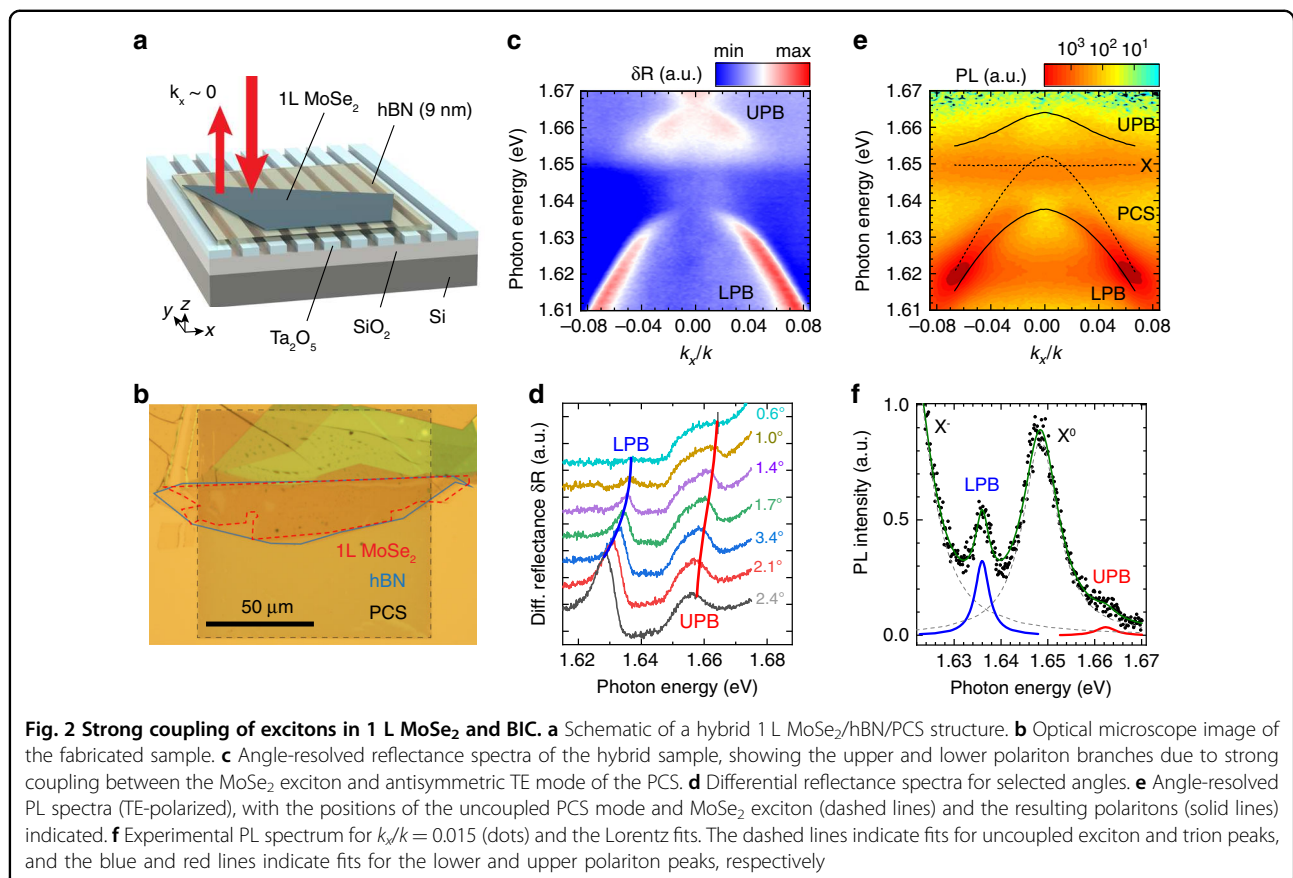 a
kₓ ~ 0
1L MoSe₂
hBN (9 nm)
y z x
Ta₂O₅
SiO₂
Si
b
1L MoSe₂
hBN
PCS
50 µm
c
min max
δR (a.u.)
UPB
LPB
Photon energy (eV)
1.67
1.66
1.65
1.64
1.63
1.62
1.61
−0.08 −0.04 0.00 0.04 0.08
kₓ/k
d
0.6°
1.0°
1.4°
1.7°
3.4°
2.1°
2.4°
LPB
UPB
Diff. reflectance δR (a.u.)
1.62 1.64 1.66 1.68
Photon energy (eV)
e
10³ 10² 10¹
PL (a.u.)
UPB
X
PCS
LPB
Photon energy (eV)
1.67
1.66
1.65
1.64
1.63
1.62
1.61
−0.08 −0.04 0.00 0.04 0.08
kₓ/k
f
X⁻
X⁰
LPB
UPB
PL intensity (a.u.)
1.0
0.5
0.0
1.63 1.64 1.65 1.66 1.67
Photon energy (eV)
Fig. 2 Strong coupling of excitons in 1 L MoSe₂ and BIC. a Schematic of a hybrid 1 L MoSe₂/hBN/PCS structure. b Optical microscope image of
the fabricated sample. c Angle-resolved reflectance spectra of the hybrid sample, showing the upper and lower polariton branches due to strong
coupling between the MoSe₂ exciton and antisymmetric TE mode of the PCS. d Differential reflectance spectra for selected angles. e Angle-resolved
PL spectra (TE-polarized), with the positions of the uncoupled PCS mode and MoSe₂ exciton (dashed lines) and the resulting polaritons (solid lines)
indicated. f Experimental PL spectrum for kₓ/k = 0.015 (dots) and the Lorentz fits. The dashed lines indicate fits for uncoupled exciton and trion peaks,
and the blue and red lines indicate fits for the lower and upper polariton peaks, respectively